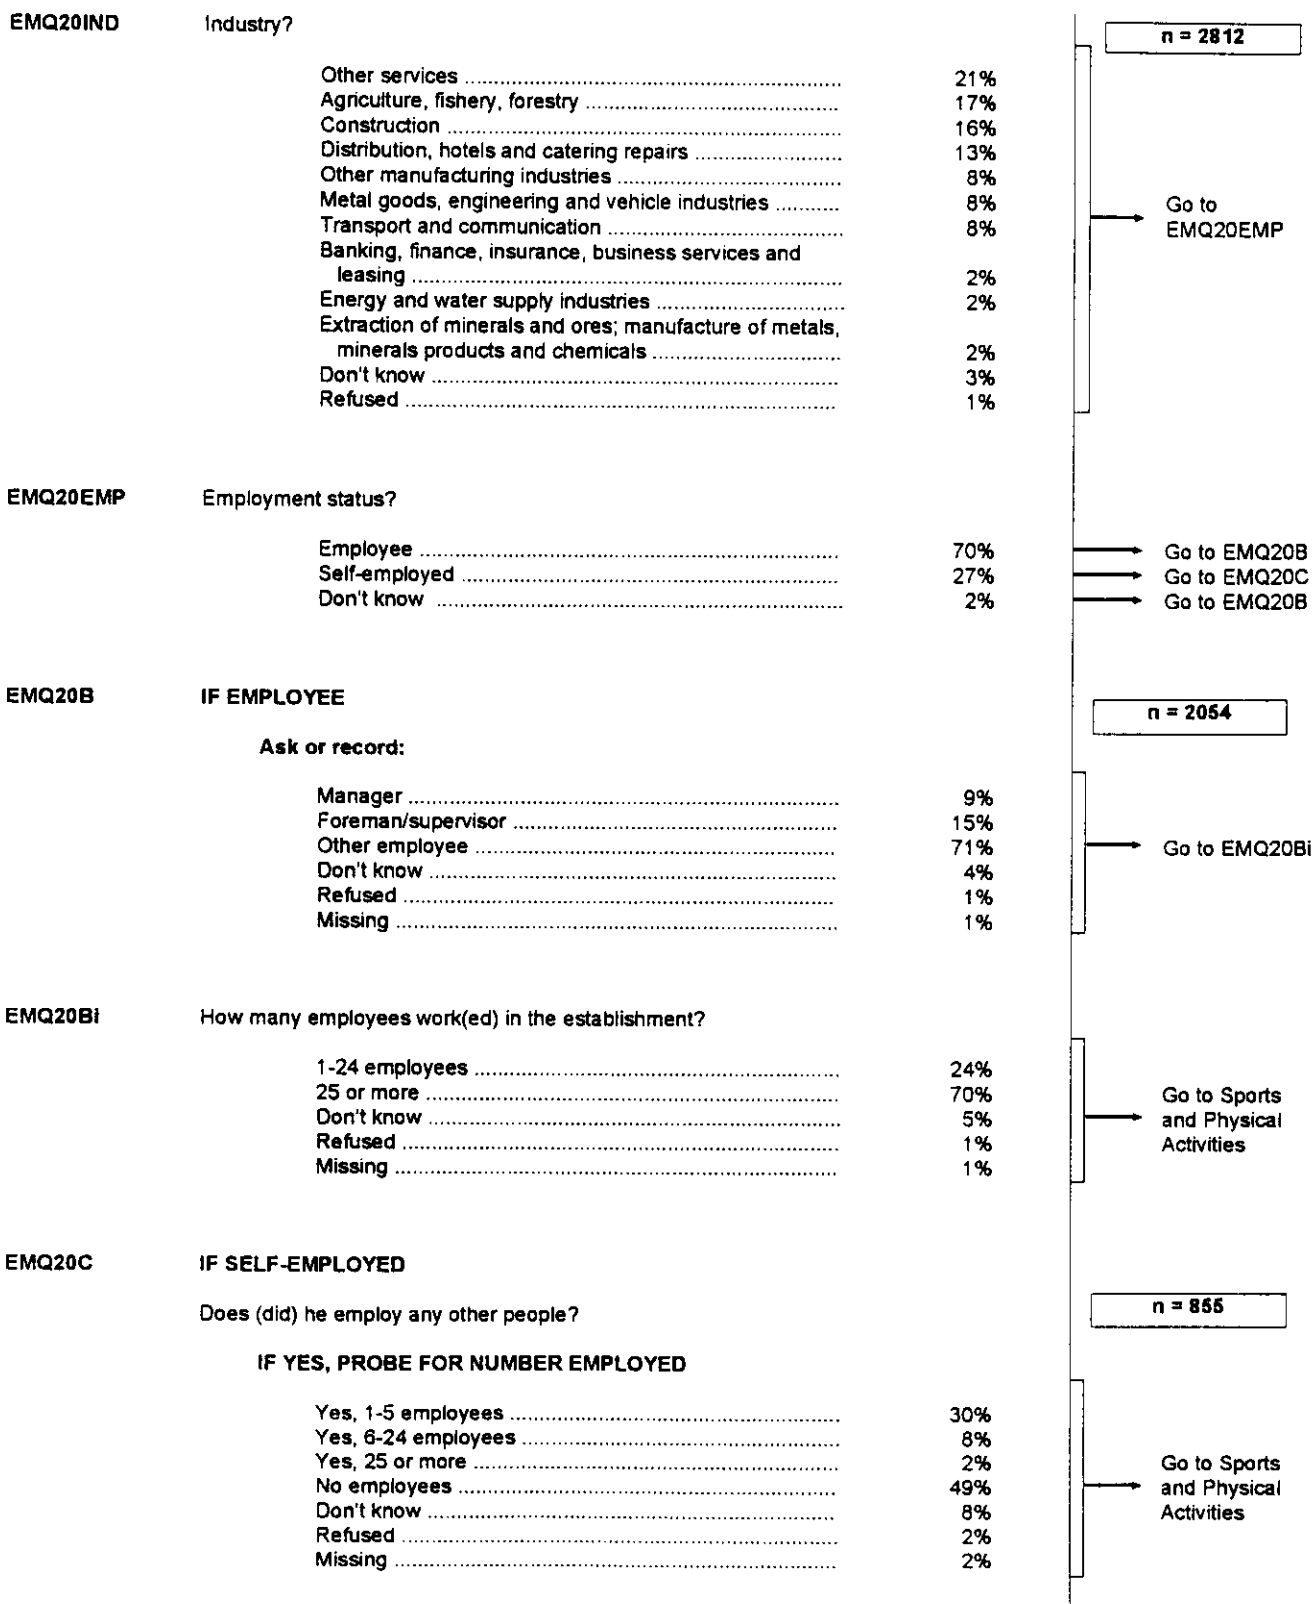 EMQ20IND Industry?
n = 2812
Other services ........ 21%
Agriculture, fishery, forestry ........ 17%
Construction ........ 16%
Distribution, hotels and catering repairs ........ 13%
Other manufacturing industries ........ 8%
Metal goods, engineering and vehicle industries ........ 8%
Transport and communication ........ 8%
Banking, finance, insurance, business services and
leasing ........ 2%
Energy and water supply industries ........ 2%
Extraction of minerals and ores; manufacture of metals,
minerals products and chemicals ........ 2%
Don't know ........ 3%
Refused ........ 1%
Go to
EMQ20EMP
EMQ20EMP Employment status?
Employee ........ 70% Go to EMQ20B
Self-employed ........ 27% Go to EMQ20C
Don't know ........ 2% Go to EMQ20B
EMQ20B IF EMPLOYEE
n = 2054
Ask or record:
Manager ........ 9%
Foreman/supervisor ........ 15%
Other employee ........ 71% Go to EMQ20Bi
Don't know ........ 4%
Refused ........ 1%
Missing ........ 1%
EMQ20Bi How many employees work(ed) in the establishment?
1-24 employees ........ 24%
25 or more ........ 70%
Don't know ........ 5%
Refused ........ 1%
Missing ........ 1%
Go to Sports
and Physical
Activities
EMQ20C IF SELF-EMPLOYED
n = 855
Does (did) he employ any other people?
IF YES, PROBE FOR NUMBER EMPLOYED
Yes, 1-5 employees ........ 30%
Yes, 6-24 employees ........ 8%
Yes, 25 or more ........ 2%
No employees ........ 49%
Don't know ........ 8%
Refused ........ 2%
Missing ........ 2%
Go to Sports
and Physical
Activities